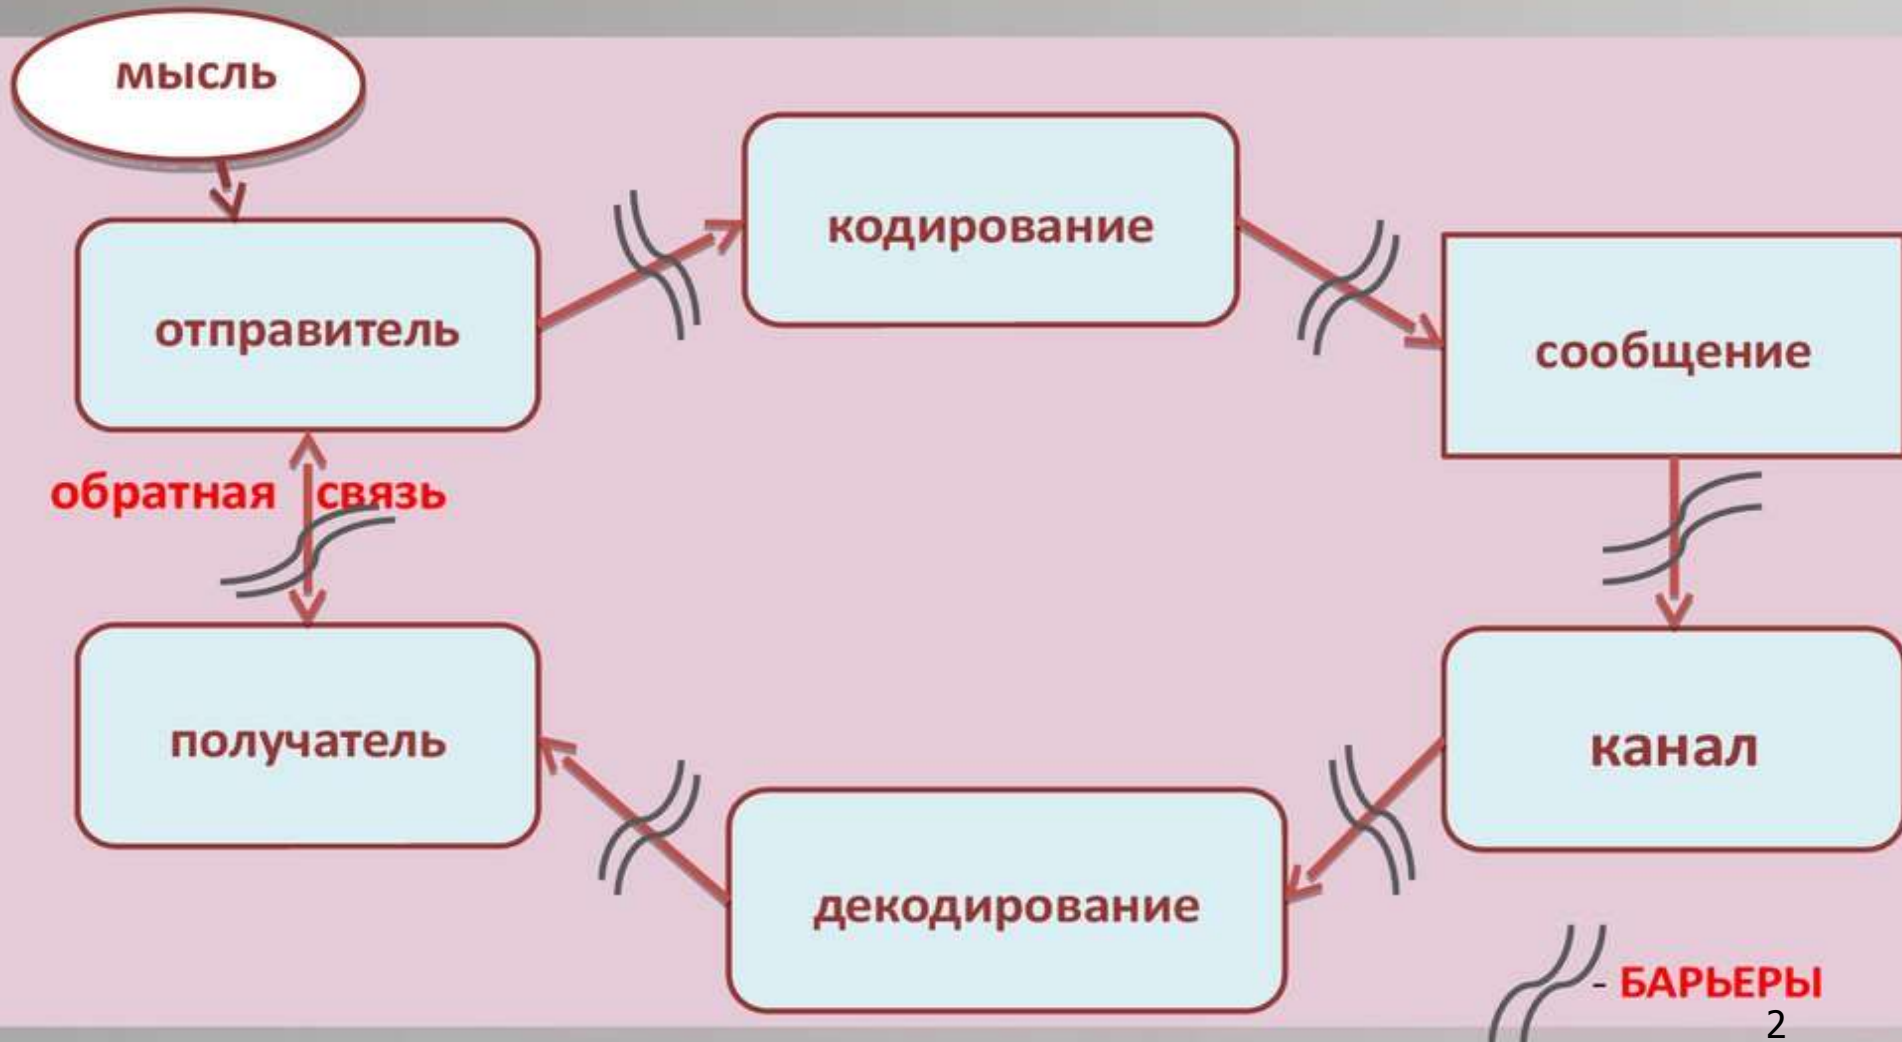 мысль
отправитель
кодирование
сообщение
обратная связь
получатель
канал
декодирование
- БАРЬЕРЫ
2